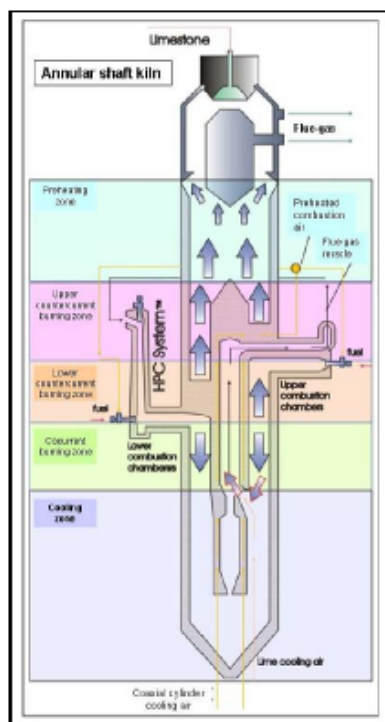 Limestone
Annular shaft kiln
Flue-gas
Preheating
zone
Preheated
combustion
air
Flue-gas
recycle
Upper
countercurrent
burning zone
HPC System™
Lower
countercurrent
burning zone
fuel
Upper
combustion
chambers
fuel
Lower
combustion
chamberes
Cocurrent
burning zone
Cooling
zone
Lime cooling air
Coaxial cylinder
cooling air